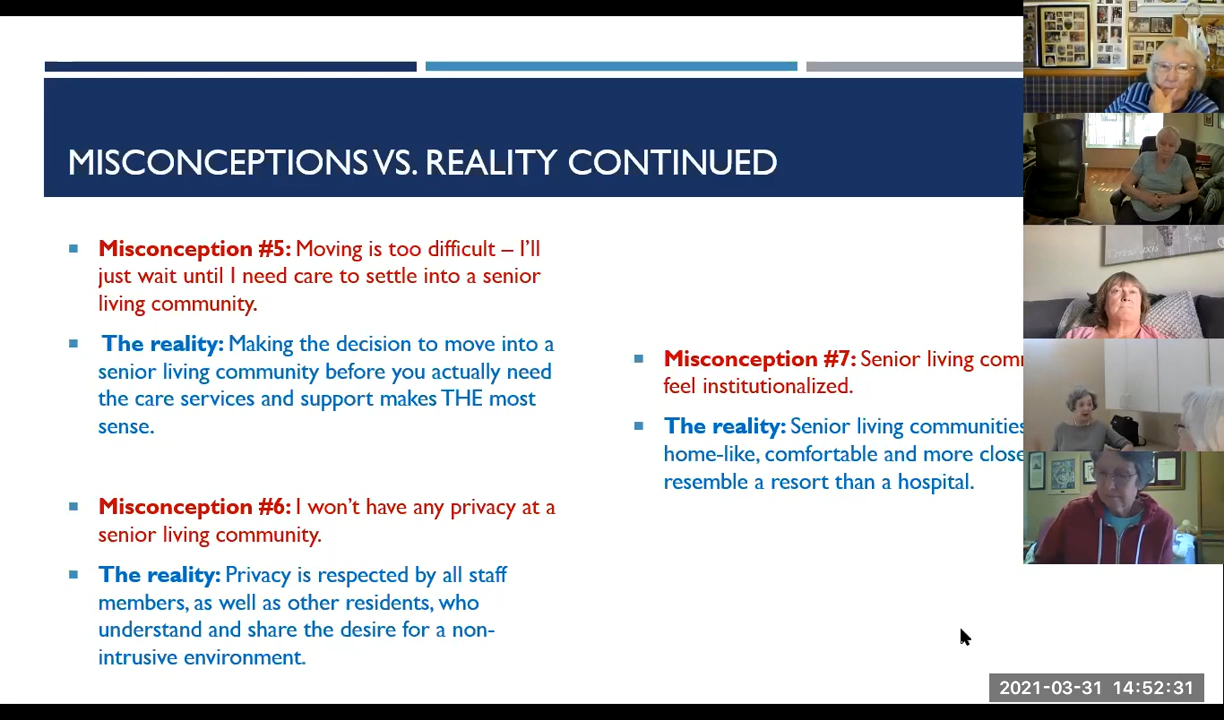 MISCONCEPTIONS VS. REALITY CONTINUED
Misconception #5: Moving is too difficult – I'll
just wait until I need care to settle into a senior
living community.
The reality: Making the decision to move into a
senior living community before you actually need
the care services and support makes THE most
sense.
Misconception #6: I won't have any privacy at a
senior living community.
The reality: Privacy is respected by all staff
members, as well as other residents, who
understand and share the desire for a non-
intrusive environment.
Misconception #7: Senior living com
feel institutionalized.
The reality: Senior living communities
home-like, comfortable and more close
resemble a resort than a hospital.
2021-03-31 14:52:31